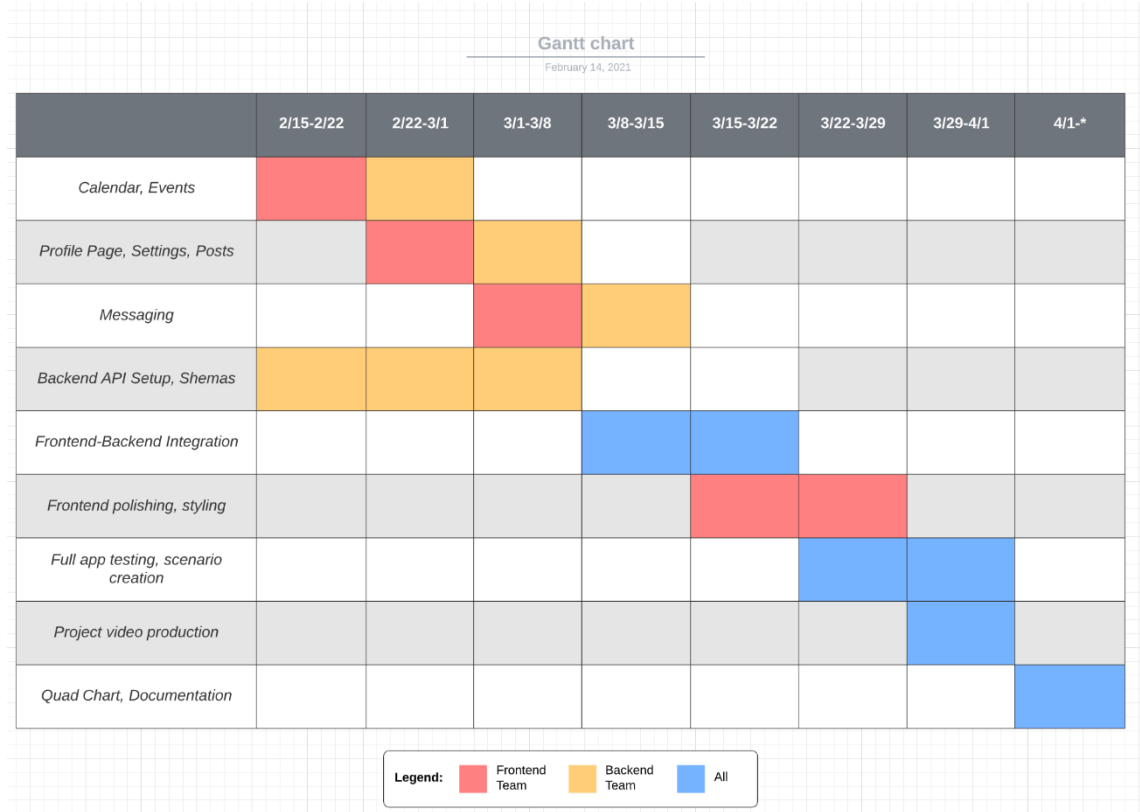 Gantt chart
February 14, 2021
2/15-2/22 2/22-3/1 3/1-3/8 3/8-3/15 3/15-3/22 3/22-3/29 3/29-4/1 4/1-*
Calendar, Events
Profile Page, Settings, Posts
Messaging
Backend API Setup, Shemas
Frontend-Backend Integration
Frontend polishing, styling
Full app testing, scenario
creation
Project video production
Quad Chart, Documentation
Legend: Frontend Team Backend Team All